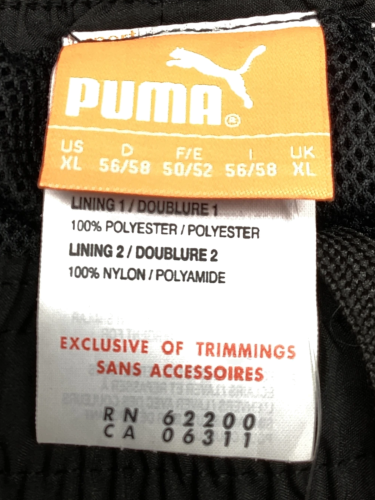 PUMA®
US D F/E I UK
XL 56/58 50/52 56/58 XL
LINING 1 / DOUBLURE 1
100% POLYESTER / POLYESTER
LINING 2 / DOUBLURE 2
100% NYLON / POLYAMIDE
EXCLUSIVE OF TRIMMINGS
SANS ACCESSOIRES
RN 62200
CA 06311